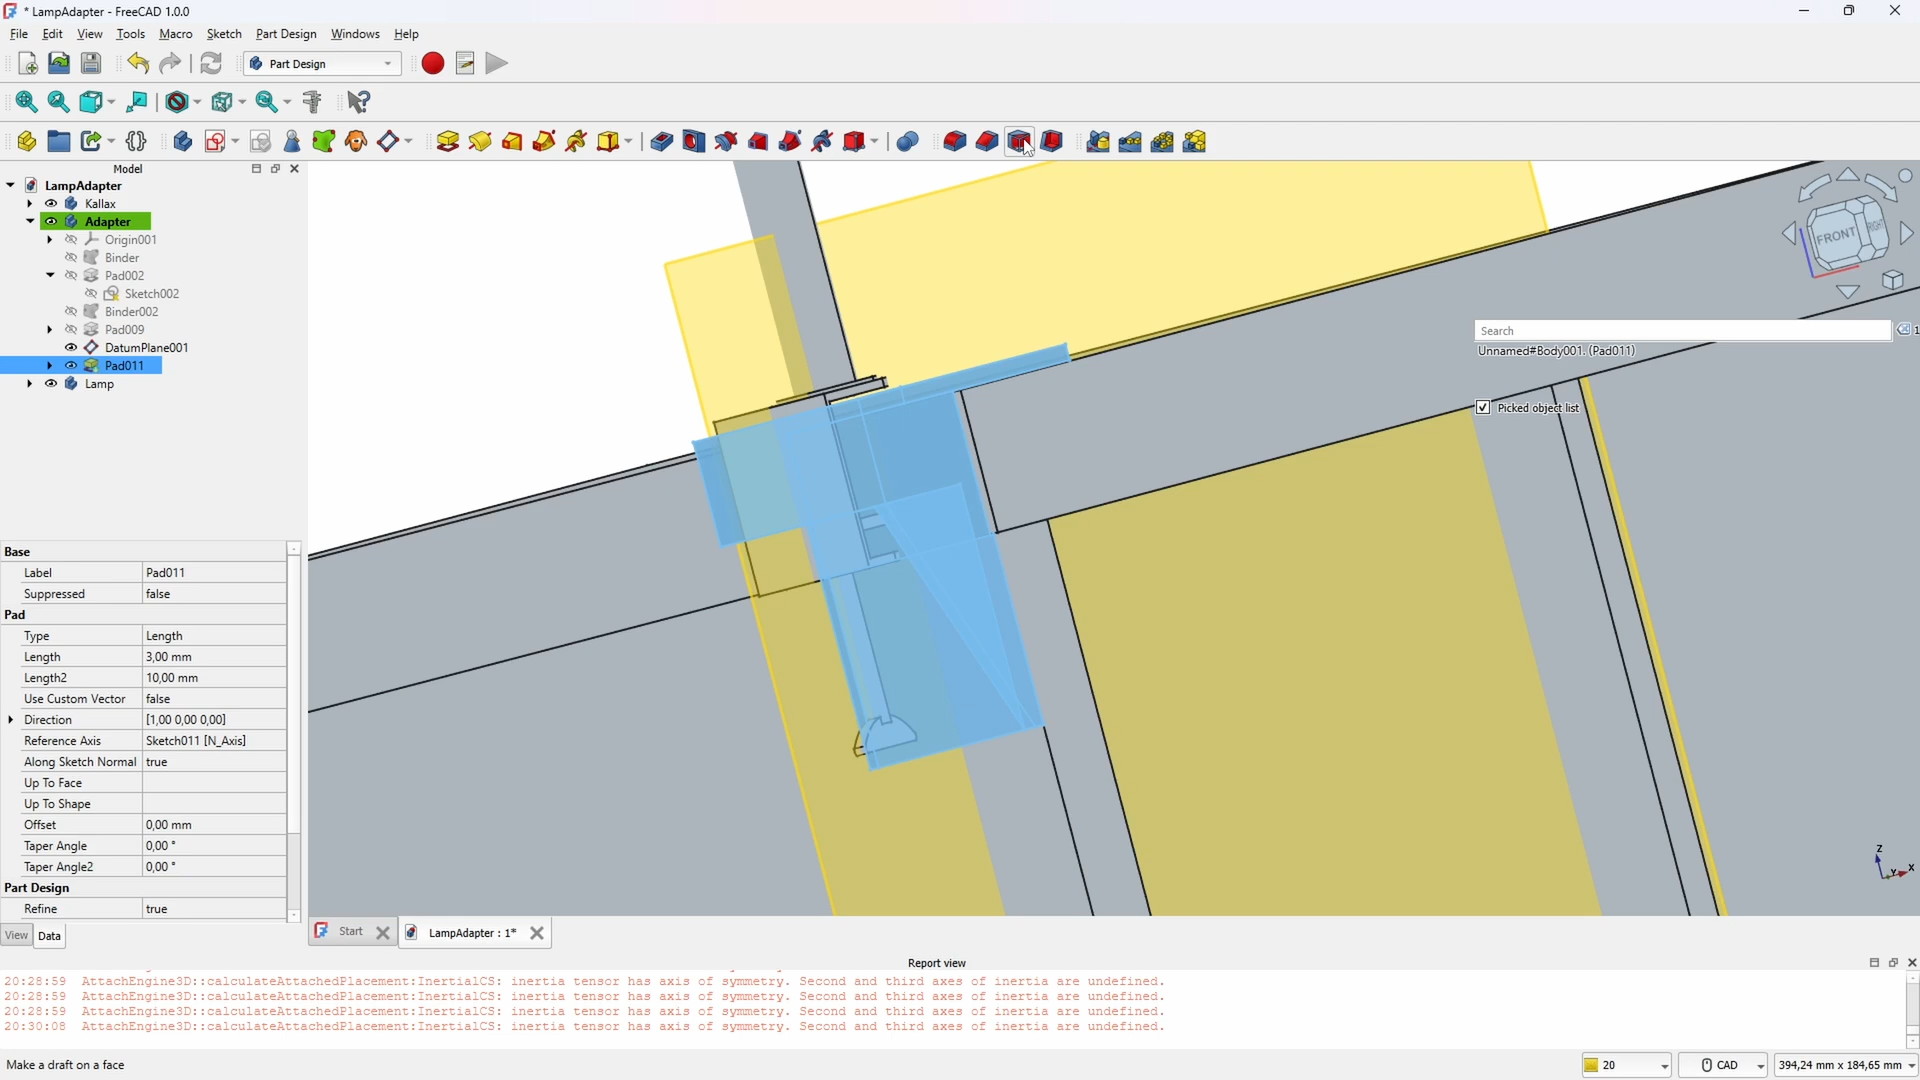 * LampAdapter - FreeCAD 1.0.0
File Edit View Tools Macro Sketch Part Design Windows Help
Part Design
Model
LampAdapter
Kallax
Adapter
Origin001
Binder
Pad002
Sketch002
Binder002
Pad009
DatumPlane001
Pad011
Lamp
FRONT
RIGHT
Search
1
Unnamed#Body001. (Pad011)
Picked object list
Base
Label Pad011
Suppressed false
Pad
Type Length
Length 3,00 mm
Length2 10,00 mm
Use Custom Vector false
Direction [1,00 0,00 0,00]
Reference Axis Sketch011 [N_Axis]
Along Sketch Normal true
Up To Face
Up To Shape
Offset 0,00 mm
Taper Angle 0,00 °
Taper Angle2 0,00 °
Part Design
Refine true
View Data
Z
Y
X
Start
LampAdapter : 1*
Report view
20:28:59 AttachEngine3D::calculateAttachedPlacement:InertialCS: inertia tensor has axis of symmetry. Second and third axes of inertia are undefined.
20:28:59 AttachEngine3D::calculateAttachedPlacement:InertialCS: inertia tensor has axis of symmetry. Second and third axes of inertia are undefined.
20:28:59 AttachEngine3D::calculateAttachedPlacement:InertialCS: inertia tensor has axis of symmetry. Second and third axes of inertia are undefined.
20:30:08 AttachEngine3D::calculateAttachedPlacement:InertialCS: inertia tensor has axis of symmetry. Second and third axes of inertia are undefined.
Make a draft on a face
20
CAD
394,24 mm x 184,65 mm